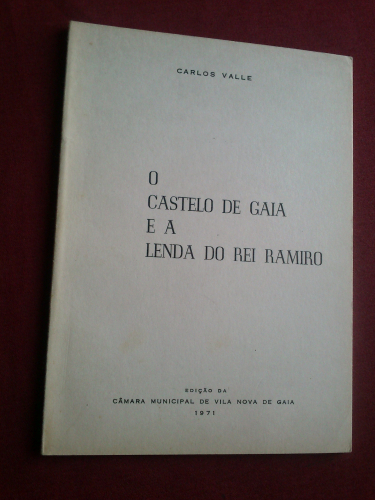 CARLOS VALLE
O
CASTELO DE GAIA
E A
LENDA DO REI RAMIRO
EDIÇÃO DA
CÂMARA MUNICIPAL DE VILA NOVA DE GAIA
1971